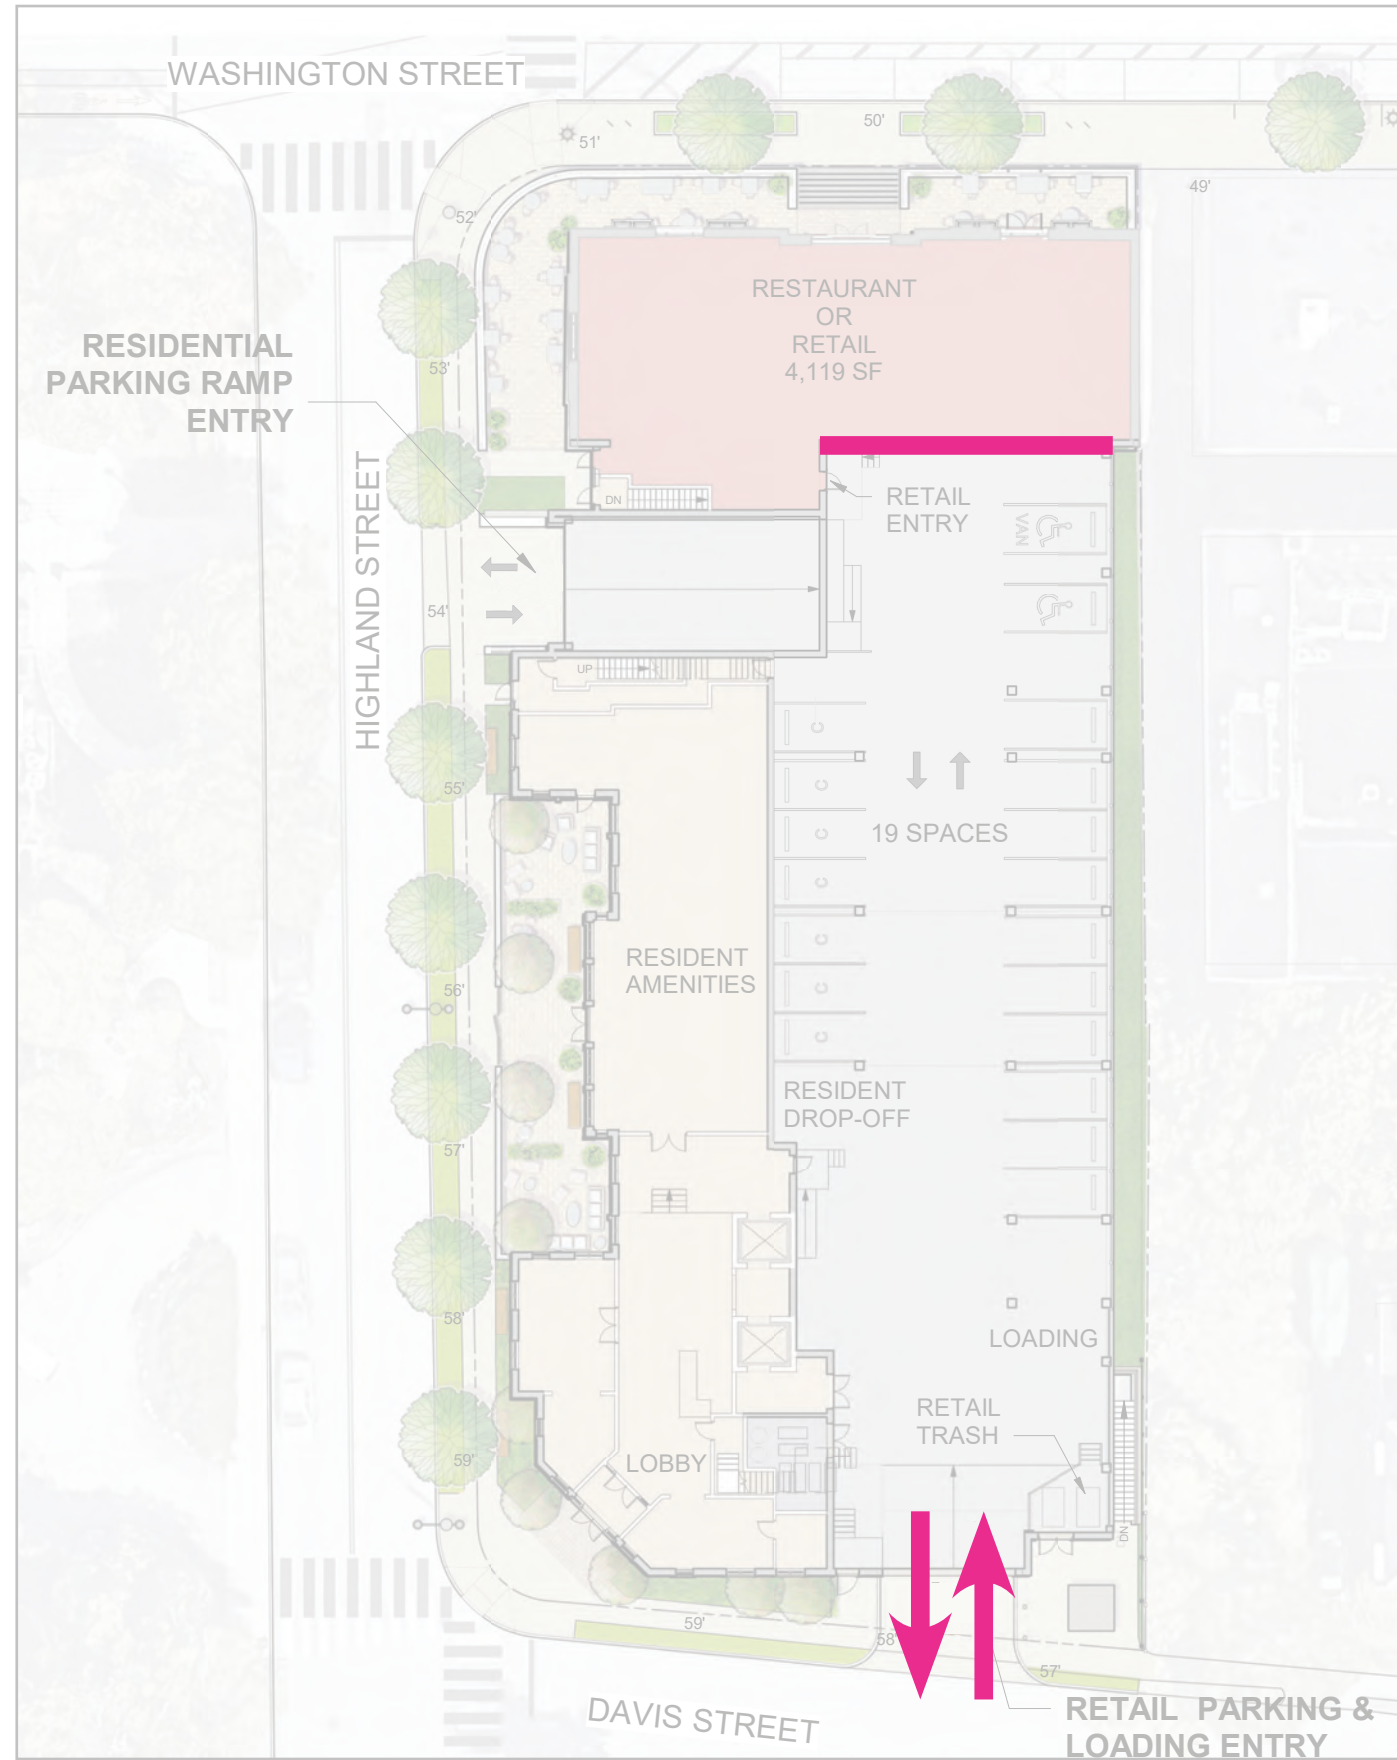 WASHINGTON STREET
51'
50'
49'
52'
RESTAURANT
OR
RETAIL
4,119 SF
RESIDENTIAL
PARKING RAMP
ENTRY
53'
HIGHLAND STREET
DN
RETAIL
ENTRY
VAN
54'
UP
C
C
C
C
C
C
C
55'
19 SPACES
RESIDENT
AMENITIES
56'
RESIDENT
DROP-OFF
57'
58'
LOADING
RETAIL
TRASH
59'
LOBBY
DN
59'
58'
57'
DAVIS STREET
RETAIL PARKING &
LOADING ENTRY